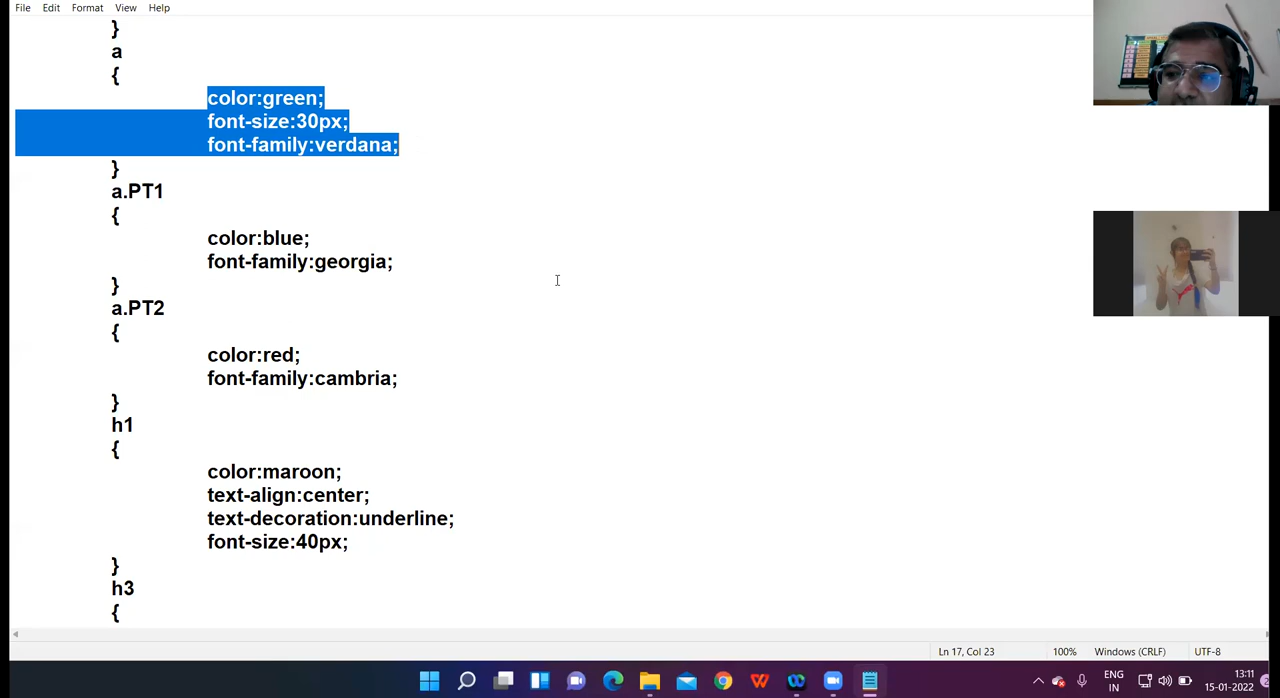 File Edit Format View Help
}
a
{
color:green;
font-size:30px;
font-family:verdana;
}
a.PT1
{
color:blue;
font-family:georgia;
}
a.PT2
{
color:red;
font-family:cambria;
}
h1
{
color:maroon;
text-align:center;
text-decoration:underline;
font-size:40px;
}
h3
{
Ln 17, Col 23 100% Windows (CRLF) UTF-8
ENG
IN
13:11
15-01-2022